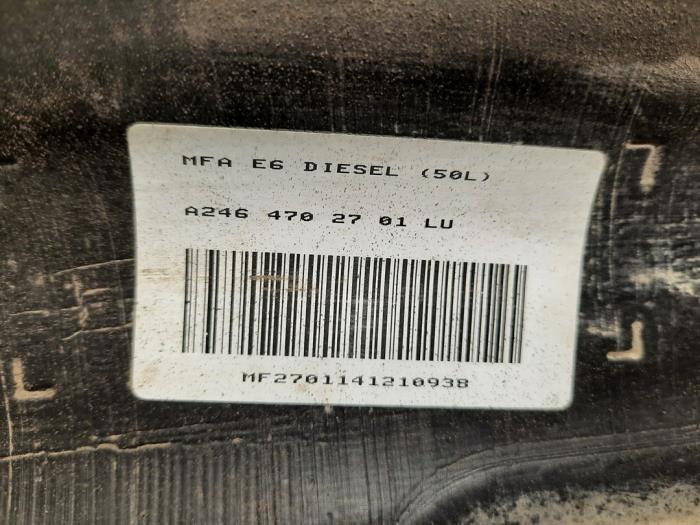 MFA E6 DIESEL (50L)
A246 470 27 01 LU
MF2701141210938